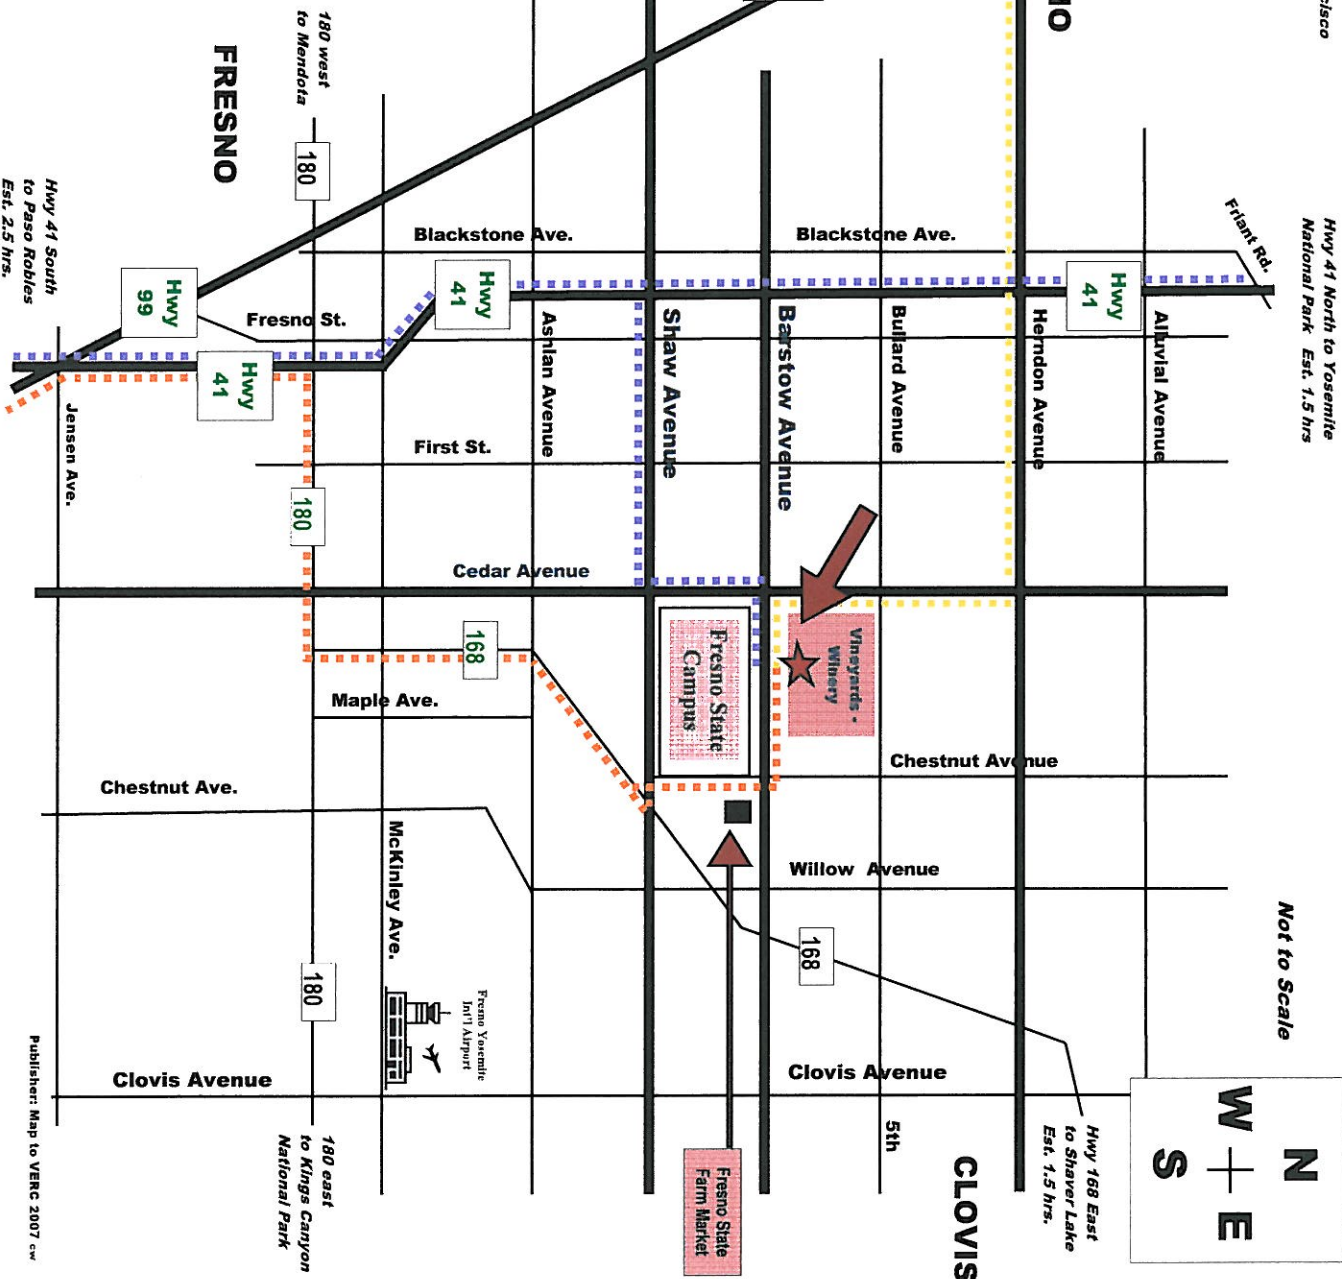 cisco
IO
Hwy 41 North to Yosemite
National Park Est. 1.5 hrs
Friant Rd.
180 west
to Mendota
FRESNO
180
Hwy 41 South
to Paso Robles
Est. 2.5 hrs.
Blackstone Ave.
Blackstone Ave.
Hwy
99
Hwy
41
Hwy
41
Hwy
41
Fresno St.
Jensen Ave.
Ashlan Avenue
Shaw Avenue
Barstow Avenue
Bullard Avenue
Herndon Avenue
Alluvial Avenue
First St.
180
Cedar Avenue
168
Fresno State
Campus
Vineyards -
Winery
Maple Ave.
Chestnut Avenue
Chestnut Ave.
McKinley Ave.
Willow Avenue
168
180
Fresno Yosemite
Int'l Airport
Not to Scale
Clovis Avenue
Clovis Avenue
5th
Hwy 168 East
to Shaver Lake
Est. 1.5 hrs.
CLOVIS
N
W E
S
Fresno State
Farm Market
180 east
to Kings Canyon
National Park
Publisher: Map to VERC 2007 cw